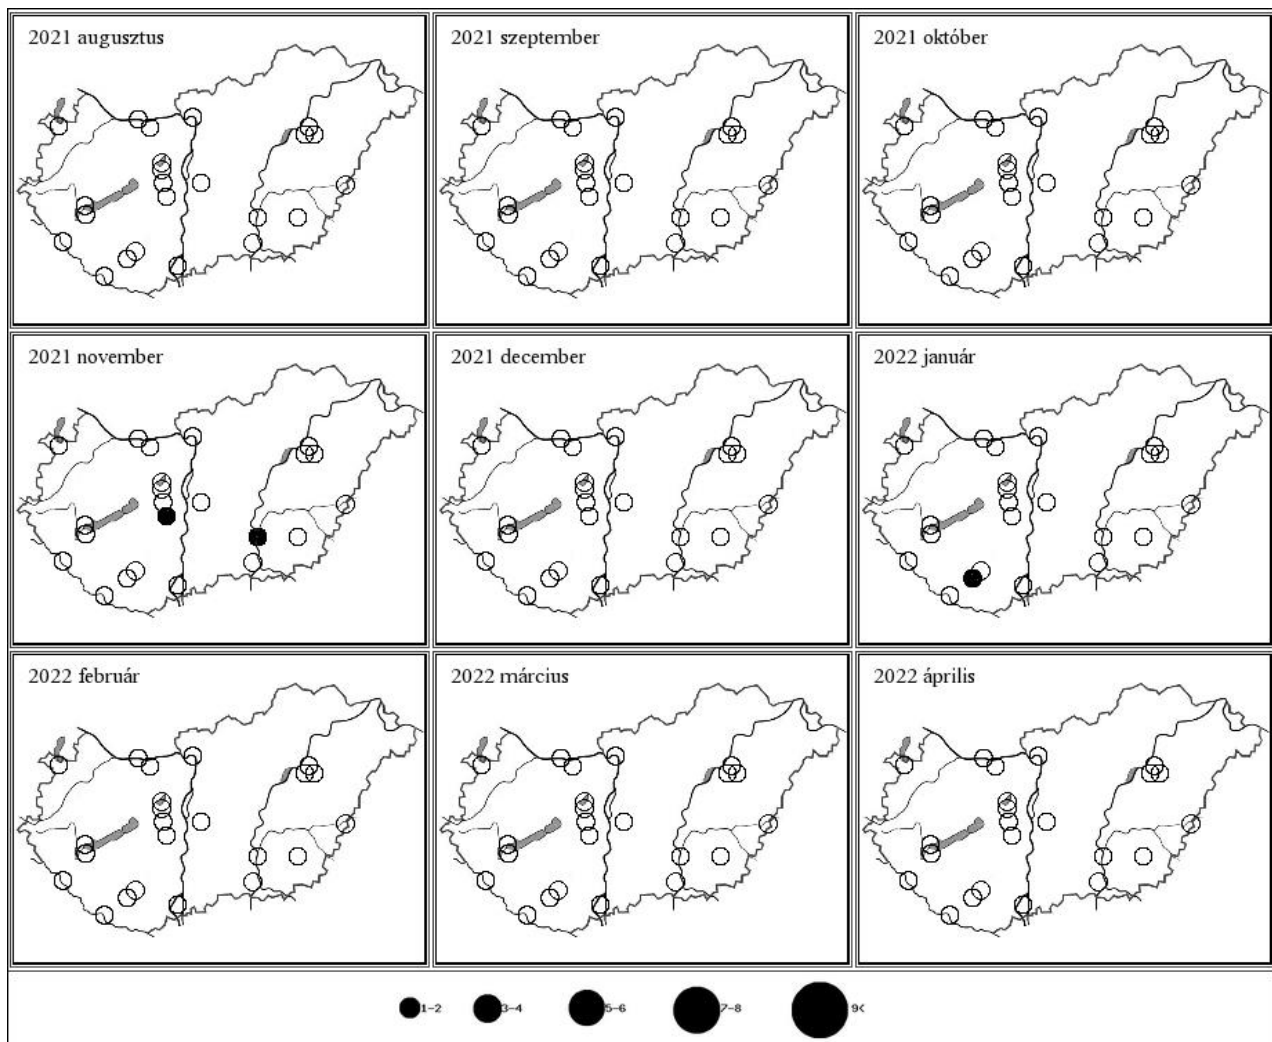 2021 augusztus
2021 szeptember
2021 október
2021 november
2021 december
2022 január
2022 február
2022 március
2022 április
1-2 3-4 5-6 7-8 9<